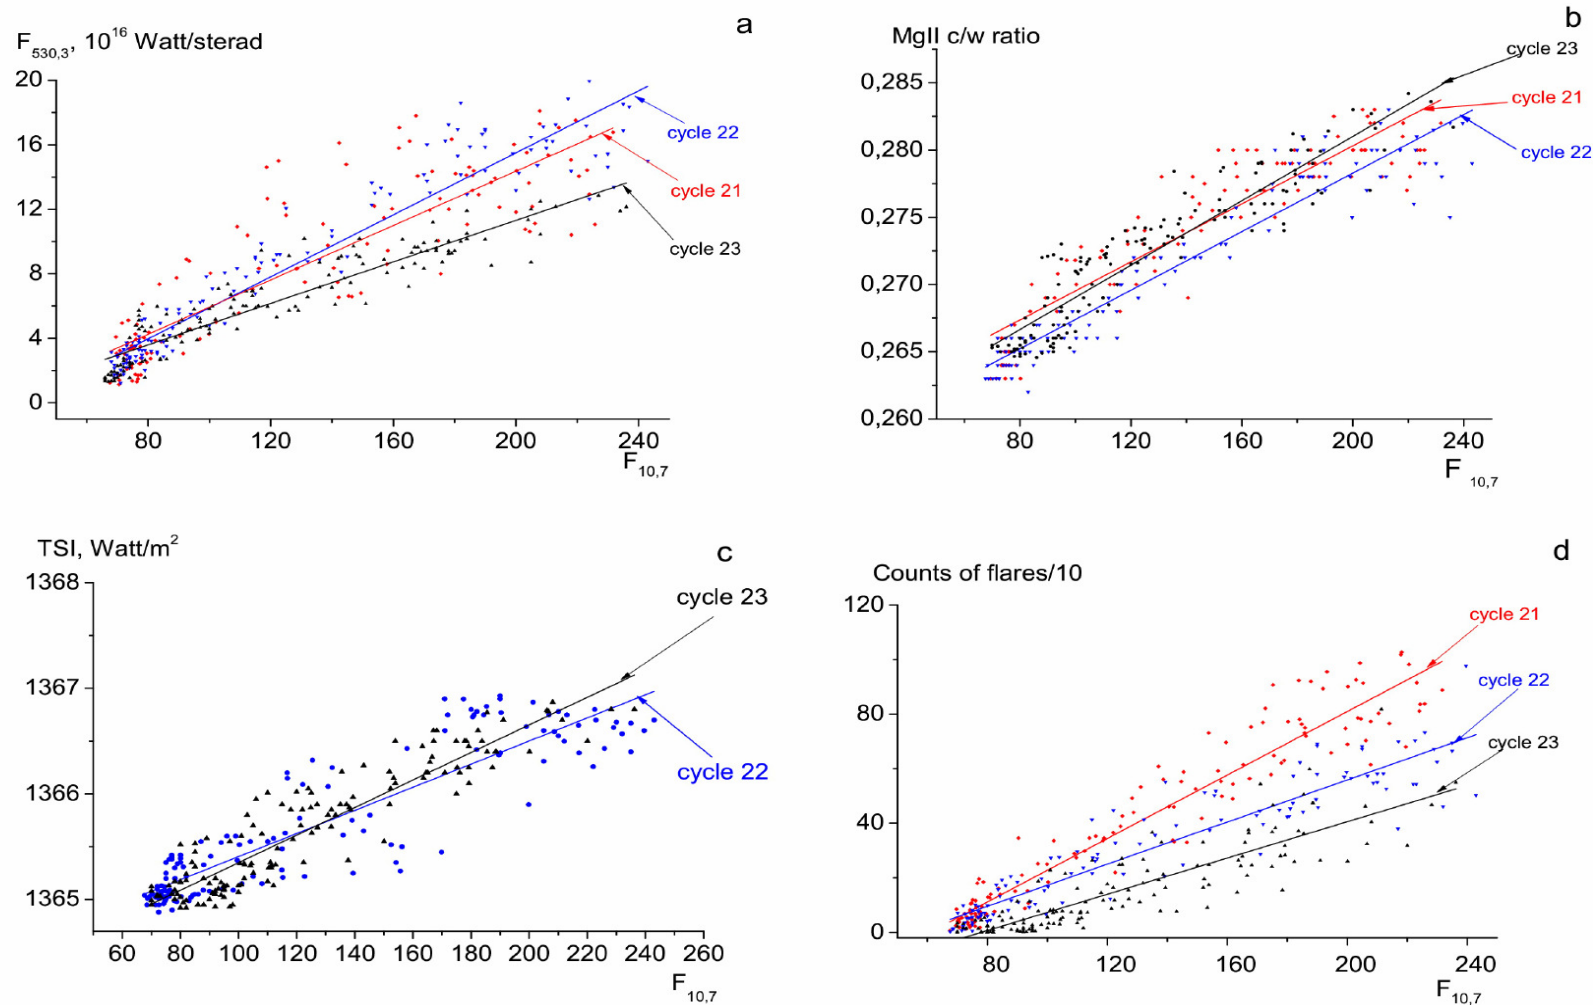 a
F530,3, 10^16 Watt/sterad
20
16
12
8
4
0
cycle 22
cycle 21
cycle 23
80 120 160 200 240
F10,7
b
MgII c/w ratio
cycle 23
0,285
cycle 21
0,280
cycle 22
0,275
0,270
0,265
0,260
80 120 160 200 240
F 10,7
c
TSI, Watt/m^2
1368
cycle 23
1367
cycle 22
1366
1365
60 80 100 120 140 160 180 200 220 240 260
F10,7
d
Counts of flares/10
120
cycle 21
cycle 22
80
cycle 23
40
0
80 120 160 200 240
F10,7